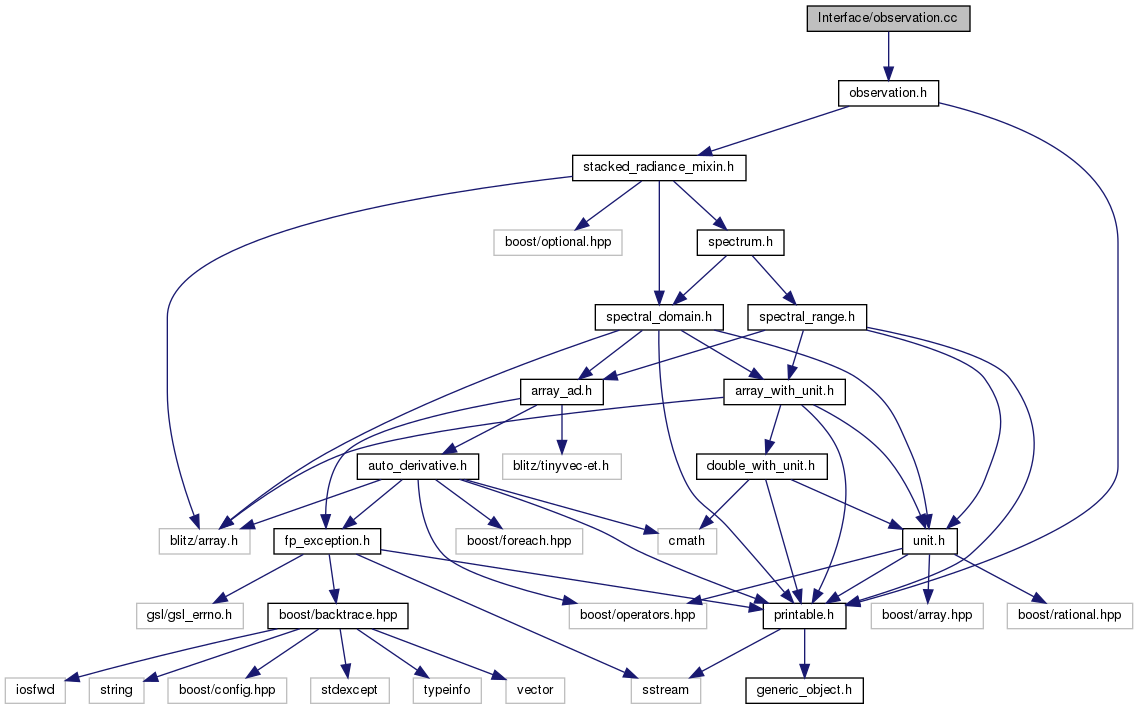 Interface/observation.cc
observation.h
stacked_radiance_mixin.h
boost/optional.hpp
spectrum.h
spectral_domain.h
spectral_range.h
array_ad.h
array_with_unit.h
auto_derivative.h
blitz/tinyvec-et.h
double_with_unit.h
blitz/array.h
fp_exception.h
boost/foreach.hpp
cmath
unit.h
gsl/gsl_errno.h
boost/backtrace.hpp
boost/operators.hpp
printable.h
boost/array.hpp
boost/rational.hpp
iosfwd
string
boost/config.hpp
stdexcept
typeinfo
vector
sstream
generic_object.h